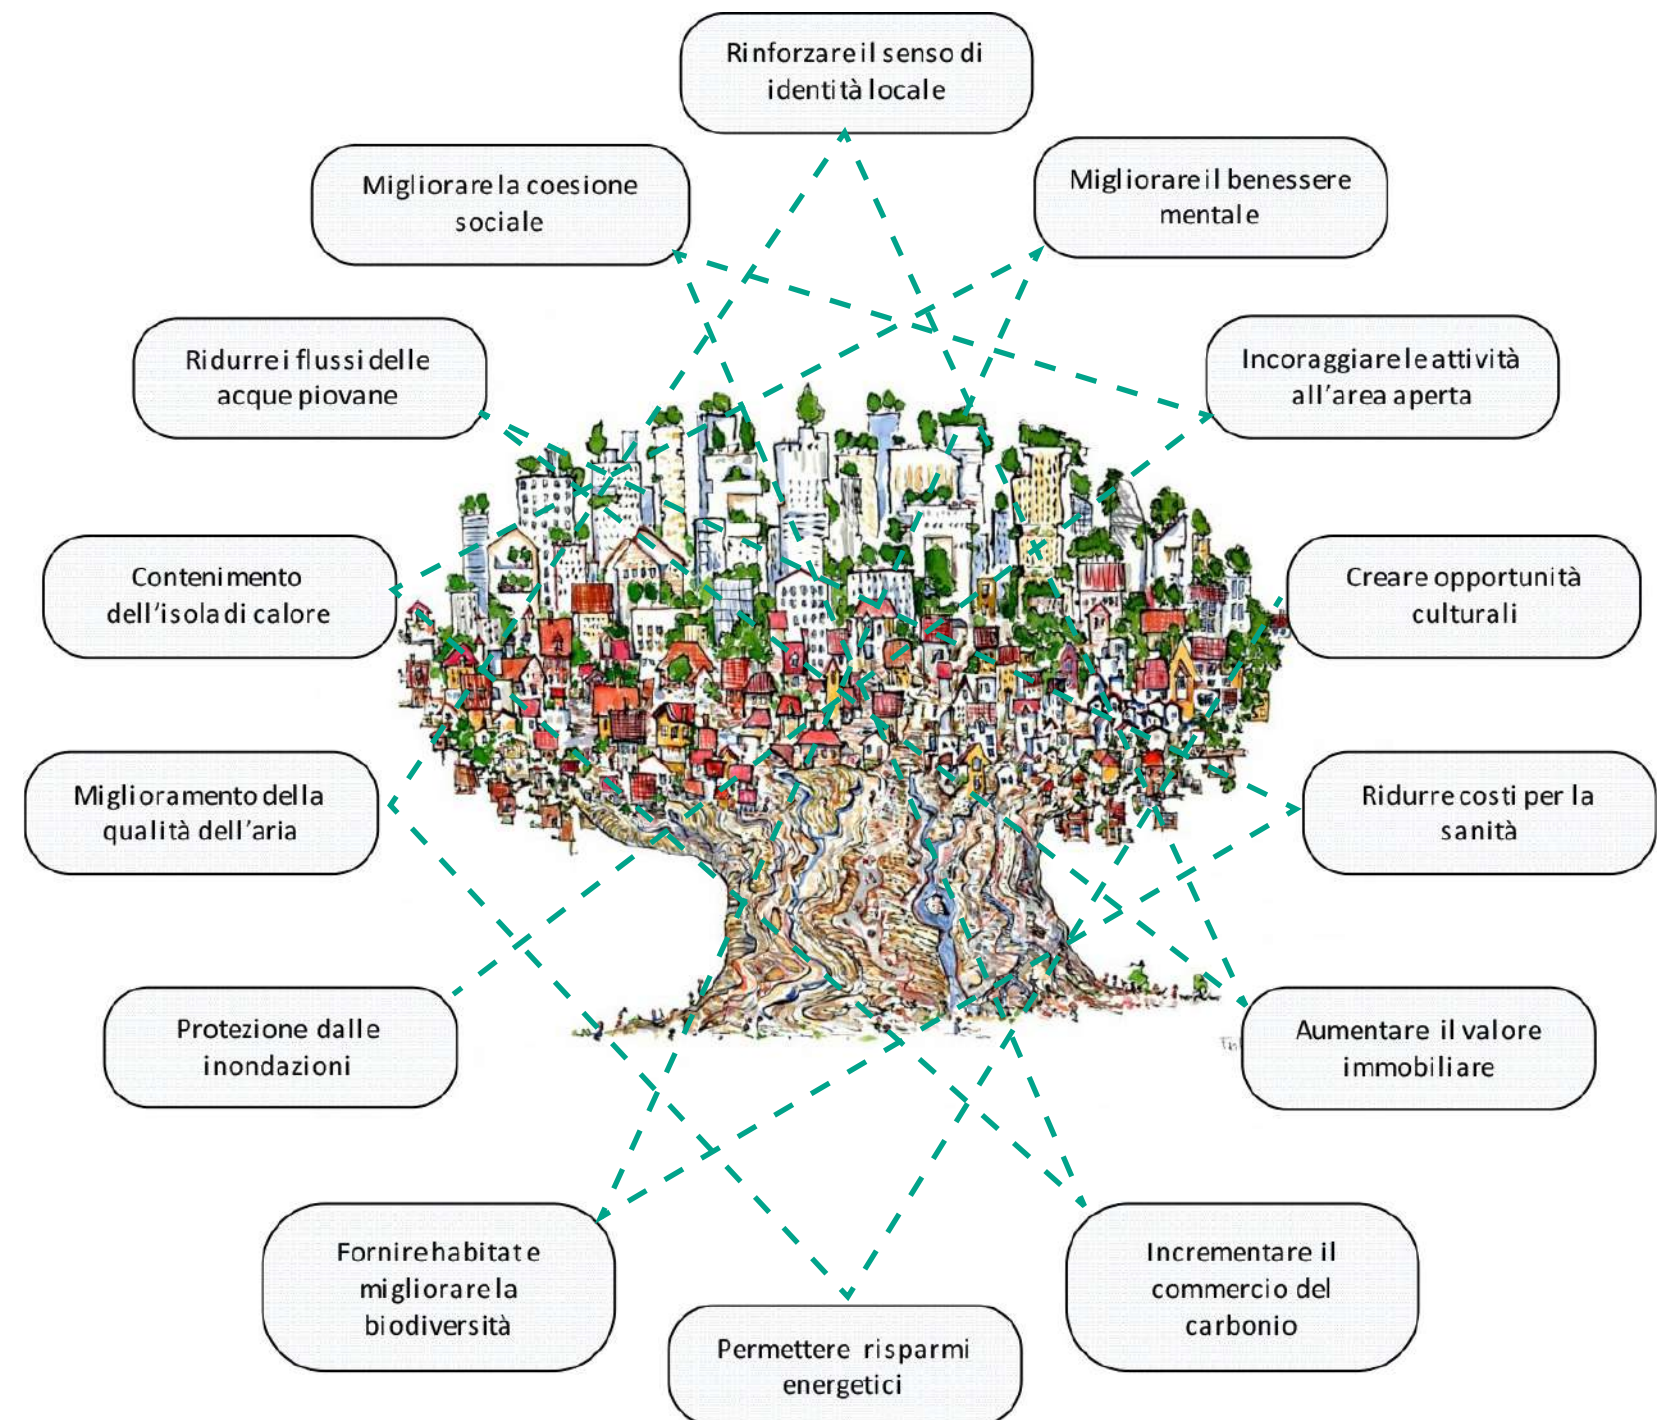 Rinforzare il senso di
identità locale
Migliorare la coesione
sociale
Migliorare il benessere
mentale
Ridurre i flussi delle
acque piovane
Incoraggiare le attività
all'area aperta
Contenimento
dell'isola di calore
Creare opportunità
culturali
Miglioramento della
qualità dell'aria
Ridurre costi per la
sanità
Protezione dalle
inondazioni
Aumentare il valore
immobiliare
Fornire habitat e
migliorare la
biodiversità
Incrementare il
commercio del
carbonio
Permettere risparmi
energetici